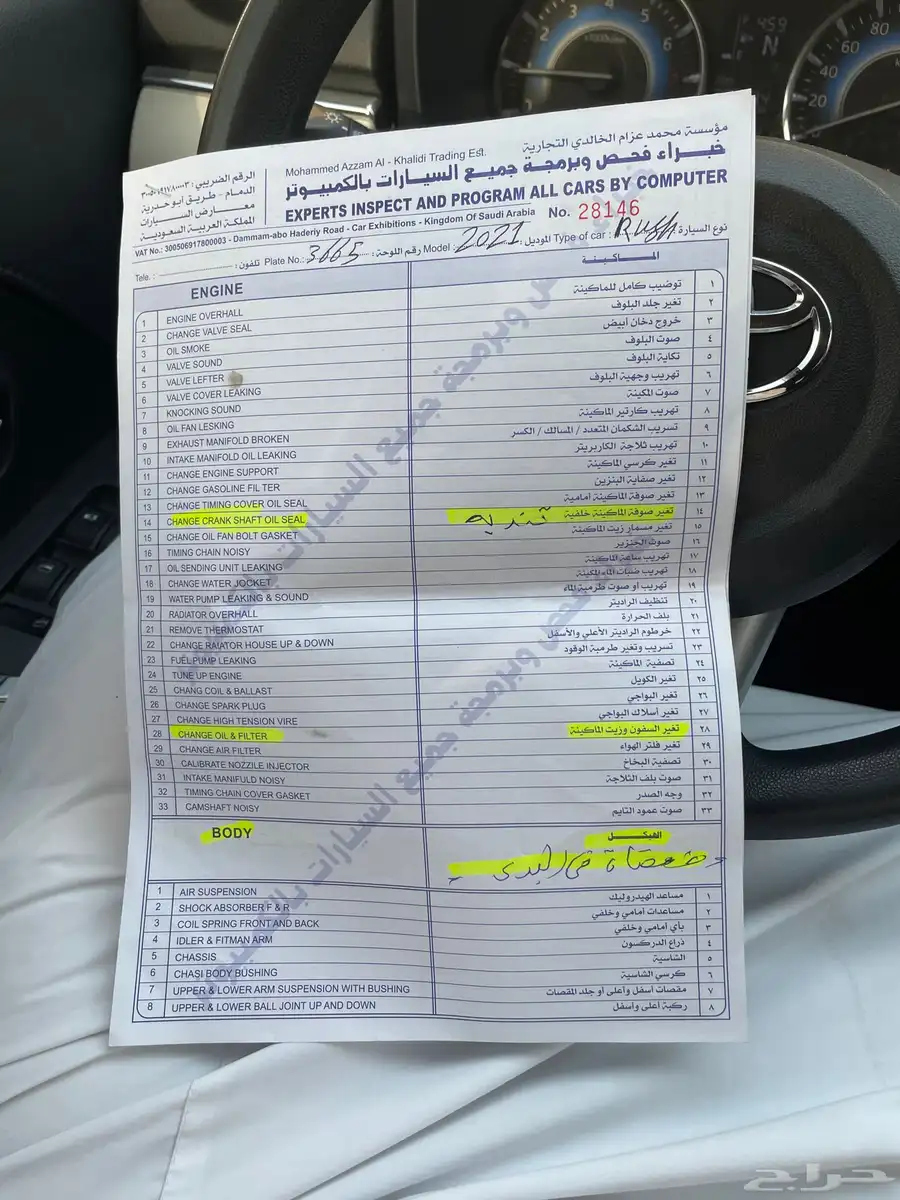 مؤسسة محمد عزام الخالدي التجارية
Mohammed Azzam Al - Khalidi Trading Est.
خبراء فحص وبرمجة جميع السيارات بالكمبيوتر
EXPERTS INSPECT AND PROGRAM ALL CARS BY COMPUTER
الدمام - طريق ابوحدرية
معارض السيارات
المملكة العربية السعودية
VAT No.: 300506917800003 - Dammam-abo Haderiy Road - Car Exhibitions - Kingdom Of Saudi Arabia No. 28146
Tele. : تلفون : Plate No.: 3665 رقم اللوحة : Model : 2021 الموديل : Type of car : Rush نوع السيارة
ENGINE الماكينة
1 ENGINE OVERHALL توضيب كامل للماكينة ١
2 CHANGE VALVE SEAL تغير جلد البلوف ٢
3 OIL SMOKE خروج دخان أبيض ٣
4 VALVE SOUND صوت البلوف ٤
5 VALVE LEFTER تكاية البلوف ٥
6 VALVE COVER LEAKING تهريب وجهية البلوف ٦
7 KNOCKING SOUND صوت المكينة ٧
8 OIL FAN LESKING تهريب كارتير الماكينة ٨
9 EXHAUST MANIFOLD BROKEN تسريب الشكمان المتعدد / المسالك / الكسر ٩
10 INTAKE MANIFOLD OIL LEAKING تهريب ثلاجة الكاربريتر ١٠
11 CHANGE ENGINE SUPPORT تغير كرسي الماكينة ١١
12 CHANGE GASOLINE FILTER تغير صفاية البنزين ١٢
13 CHANGE TIMING COVER OIL SEAL تغير صوفة الماكينة امامية ١٣
14 CHANGE CRANK SHAFT OIL SEAL تغير صوفة الماكينة خلفية تنديه ١٤
15 CHANGE OIL FAN BOLT GASKET تغير مسمار زيت الماكينة ١٥
16 TIMING CHAIN NOISY صوت الجنزير ١٦
17 OIL SENDING UNIT LEAKING تهريب ساعة الماكينة ١٧
18 CHANGE WATER JOCKET تهريب ضبات الماء المكينة ١٨
19 WATER PUMP LEAKING & SOUND تهريب أو صوت طرمبة الماء ١٩
20 RADIATOR OVERHALL تنظيف الراديتر ٢٠
21 REMOVE THERMOSTAT بلف الحرارة ٢١
22 CHANGE RAIATOR HOUSE UP & DOWN خرطوم الراديتر الأعلي والأسفل ٢٢
23 FUEL PUMP LEAKING تسريب وتغير طرمبة الوقود ٢٣
24 TUNE UP ENGINE تصفية الماكينة ٢٤
25 CHANG COIL & BALLAST تغير الكويل ٢٥
26 CHANGE SPARK PLUG تغير البواجي ٢٦
27 CHANGE HIGH TENSION VIRE تغير أسلاك البواجي ٢٧
28 CHANGE OIL & FILTER تغير السفون وزيت الماكينة ٢٨
29 CHANGE AIR FILTER تغير فلتر الهواء ٢٩
30 CALIBRATE NOZZILE INJECTOR تصفية البخاخ ٣٠
31 INTAKE MANIFULD NOISY صوت بلف الثلاجة ٣١
32 TIMING CHAIN COVER GASKET وجه الصدر ٣٢
33 CAMSHAFT NOISY صوت عمود التايم ٣٣
BODY الهيكل
في البدي
1 AIR SUSPENSION مساعد الهيدروليك ١
2 SHOCK ABSORBER F & R مساعدات امامي وخلفي ٢
3 COIL SPRING FRONT AND BACK ياي امامي وخلفي ٣
4 IDLER & FITMAN ARM ذراع الدركسون ٤
5 CHASSIS الشاسية ٥
6 CHASI BODY BUSHING كرسي الشاسية ٦
7 UPPER & LOWER ARM SUSPENSION WITH BUSHING مقصات أسفل وأعلى أو جلد المقصات ٧
8 UPPER & LOWER BALL JOINT UP AND DOWN ركبة أعلى وأسفل ٨
حراج